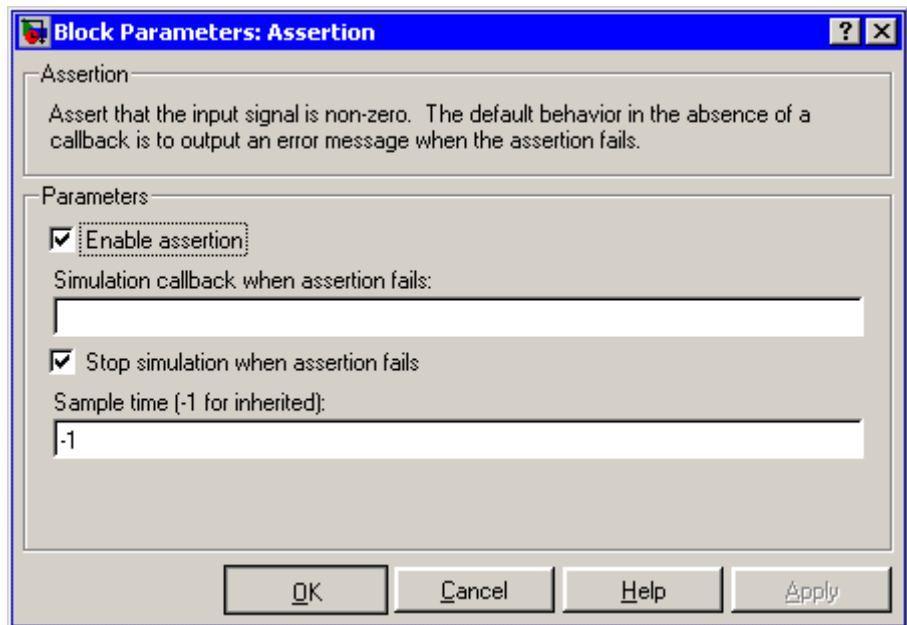 Block Parameters: Assertion
Assertion
Assert that the input signal is non-zero.  The default behavior in the absence of a
callback is to output an error message when the assertion fails.
Parameters
Enable assertion
Simulation callback when assertion fails:
Stop simulation when assertion fails
Sample time (-1 for inherited):
-1
OK Cancel Help Apply